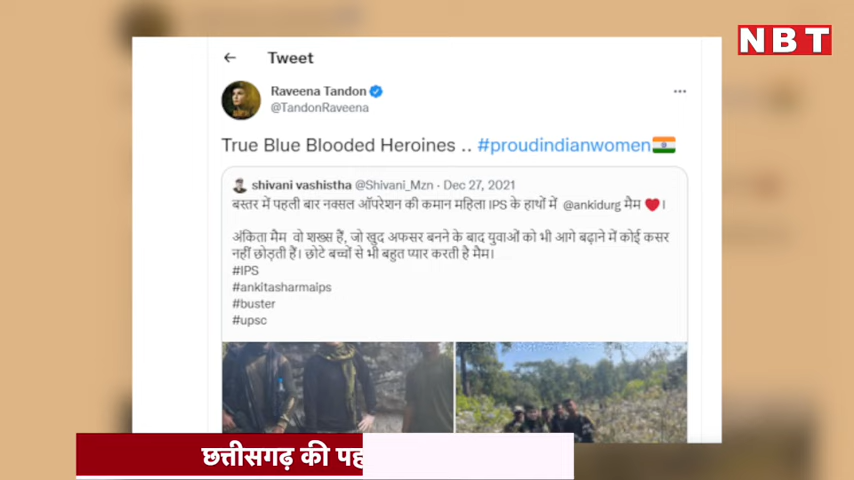 NBT
Tweet
Raveena Tandon
@TandonRaveena
True Blue Blooded Heroines .. #proudindianwomen
shivani vashistha @Shivani_Mzn · Dec 27, 2021
बस्तर में पहली बार नक्सल ऑपरेशन की कमान महिला IPS के हाथों में @ankidurg मैम ❤️।
अंकिता मैम वो शख्स हैं, जो खुद अफसर बनने के बाद युवाओं को भी आगे बढ़ाने में कोई कसर
नहीं छोड़ती हैं। छोटे बच्चों से भी बहुत प्यार करती है मैम।
#IPS
#ankitasharmaips
#buster
#upsc
छत्तीसगढ़ की